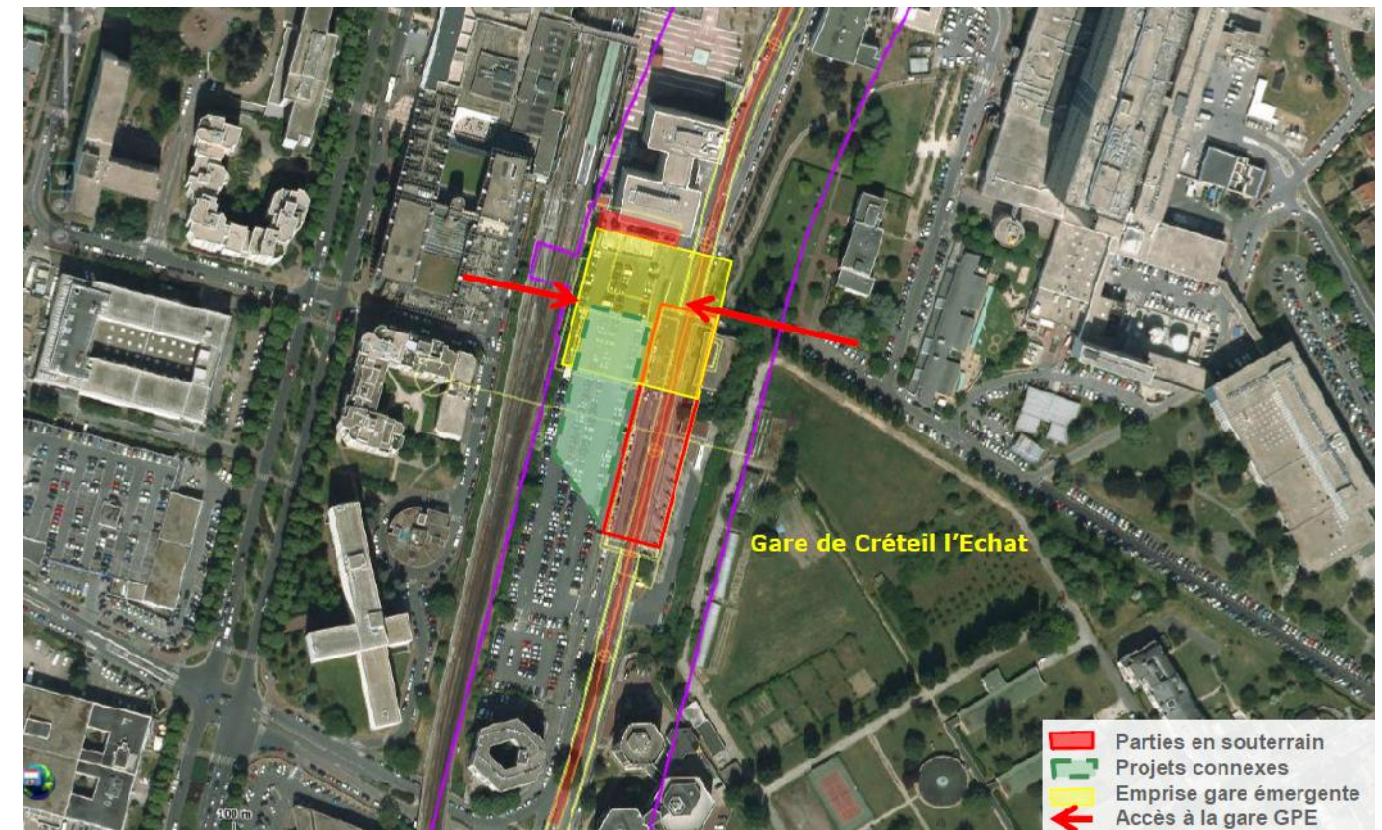 Gare de Créteil l'Echat
Parties en souterrain
Projets connexes
Emprise gare émergente
Accès à la gare GPE
100 m